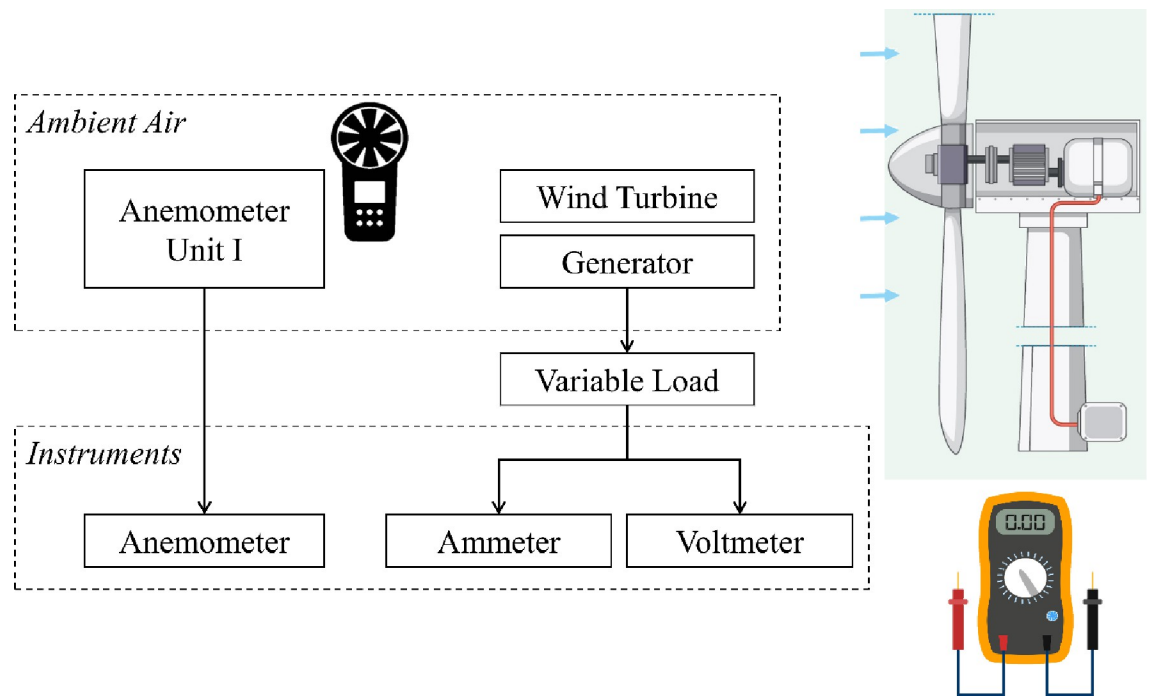 Ambient Air
Anemometer
Unit I
Wind Turbine
Generator
Variable Load
Instruments
Anemometer
Ammeter
Voltmeter
0.00